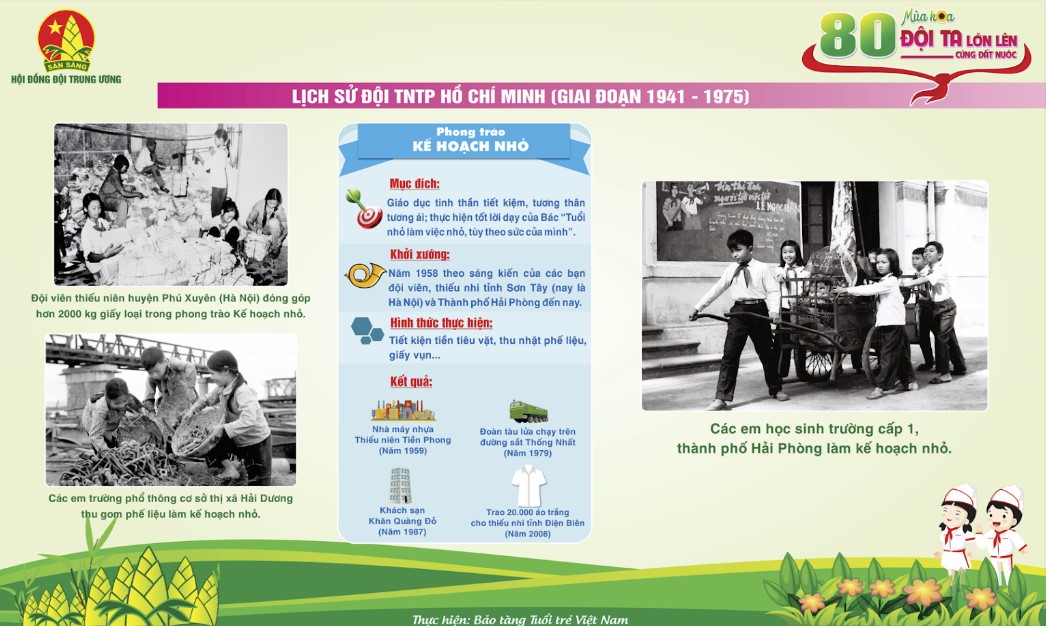 SẴN SÀNG
HỘI ĐỒNG ĐỘI TRUNG ƯƠNG
80
Mùa hoa
ĐỘI TA LỚN LÊN
CÙNG ĐẤT NƯỚC
LỊCH SỬ ĐỘI TNTP HỒ CHÍ MINH (GIAI ĐOẠN 1941 - 1975)
Đội viên thiếu niên huyện Phú Xuyên (Hà Nội) đóng góp
hơn 2000 kg giấy loại trong phong trào Kế hoạch nhỏ.
Các em trường phổ thông cơ sở thị xã Hải Dương
thu gom phế liệu làm kế hoạch nhỏ.
Phong trào
KẾ HOẠCH NHỎ
Mục đích:
Giáo dục tinh thần tiết kiệm, tương thân
tương ái; thực hiện tốt lời dạy của Bác “Tuổi
nhỏ làm việc nhỏ, tùy theo sức của mình”.
Khởi xướng:
Năm 1958 theo sáng kiến của các bạn
đội viên, thiếu nhi tỉnh Sơn Tây (nay là
Hà Nội) và Thành phố Hải Phòng đến nay.
Hình thức thực hiện:
Tiết kiện tiền tiêu vặt, thu nhặt phế liệu,
giấy vụn...
Kết quả:
Nhà máy nhựa
Thiếu niên Tiền Phong
(Năm 1959)
Đoàn tàu lửa chạy trên
đường sắt Thống Nhất
(Năm 1979)
Khách sạn
Khăn Quàng Đỏ
(Năm 1987)
Trao 20.000 áo trắng
cho thiếu nhi tỉnh Điện Biên
(Năm 2008)
LÊ NGỌC HÂN
Các em học sinh trường cấp 1,
thành phố Hải Phòng làm kế hoạch nhỏ.
Thực hiện: Bảo tàng Tuổi trẻ Việt Nam